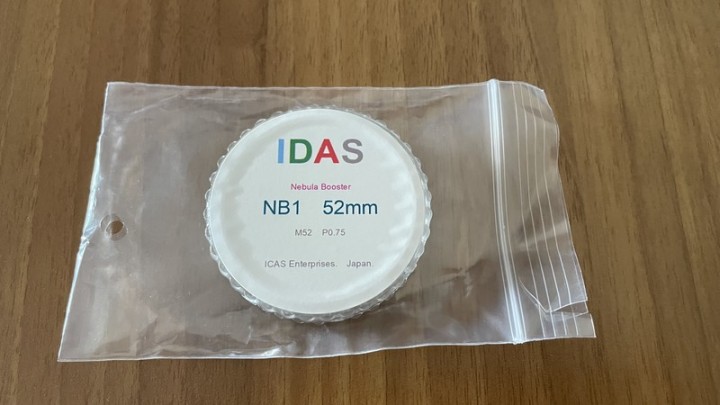 IDAS
Nebula Booster
NB1 52mm
M52 P0.75
ICAS Enterprises. Japan